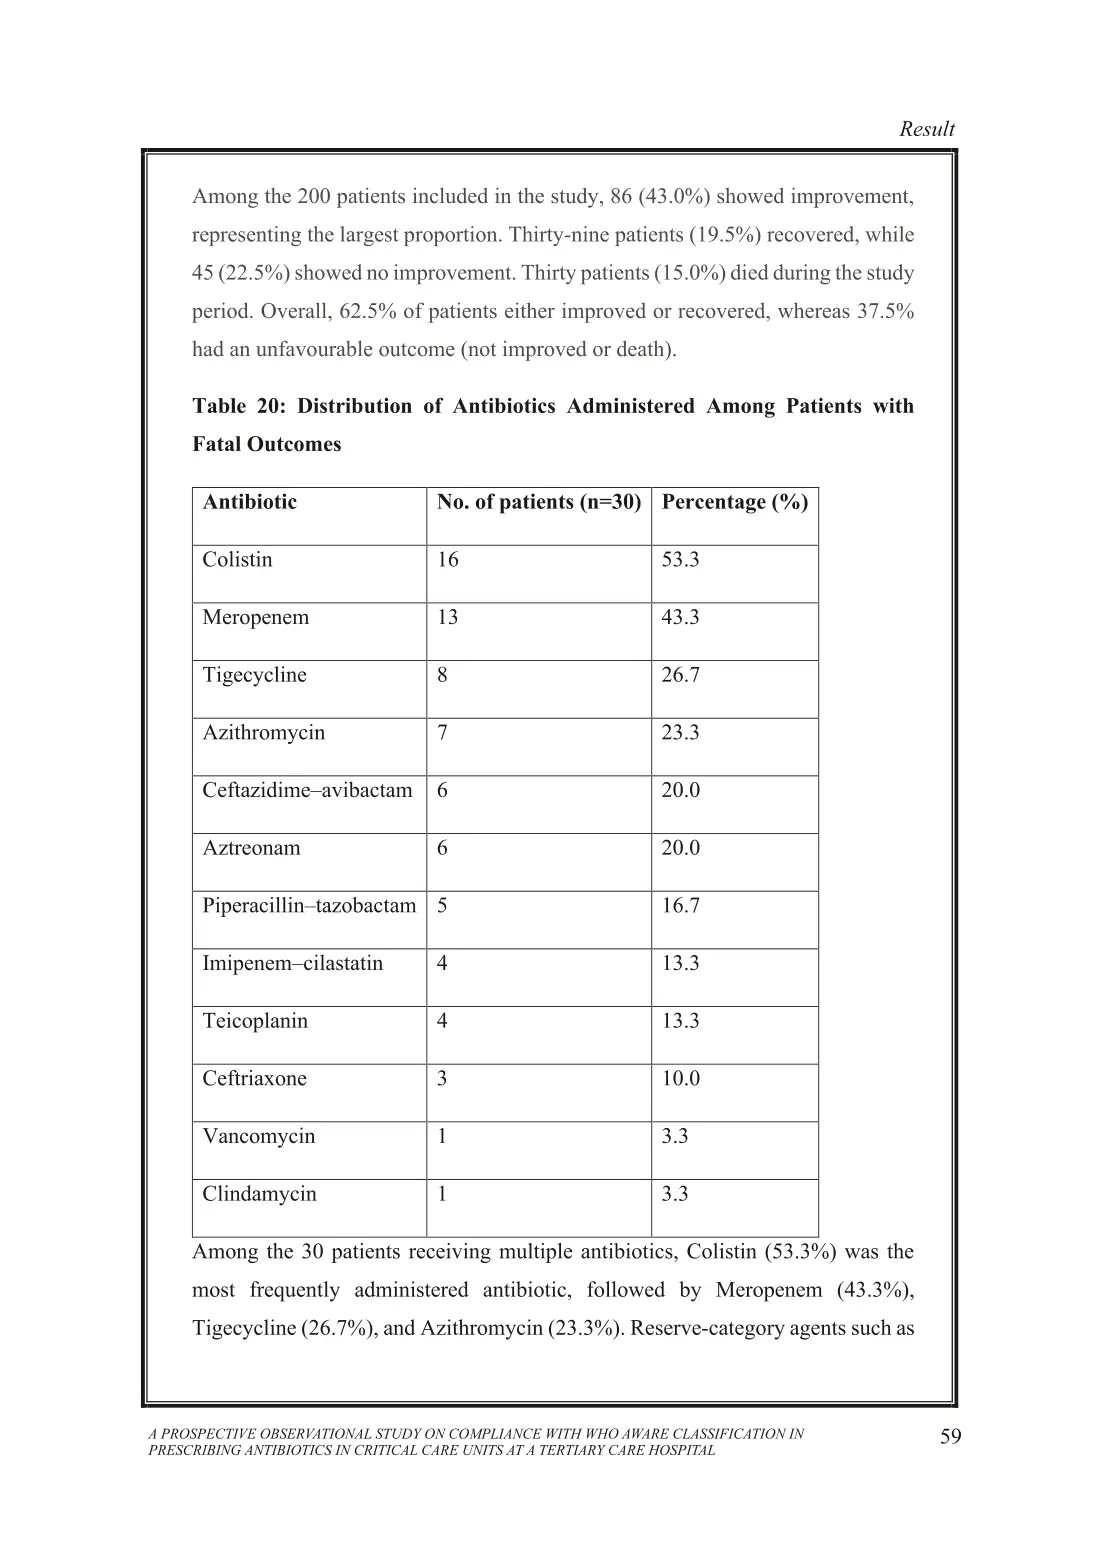 Result
Among the 200 patients included in the study, 86 (43.0%) showed improvement,
representing the largest proportion. Thirty-nine patients (19.5%) recovered, while
45 (22.5%) showed no improvement. Thirty patients (15.0%) died during the study
period. Overall, 62.5% of patients either improved or recovered, whereas 37.5%
had an unfavourable outcome (not improved or death).
Table 20: Distribution of Antibiotics Administered Among Patients with
Fatal Outcomes
Antibiotic No. of patients (n=30) Percentage (%)
Colistin 16 53.3
Meropenem 13 43.3
Tigecycline 8 26.7
Azithromycin 7 23.3
Ceftazidime–avibactam 6 20.0
Aztreonam 6 20.0
Piperacillin–tazobactam 5 16.7
Imipenem–cilastatin 4 13.3
Teicoplanin 4 13.3
Ceftriaxone 3 10.0
Vancomycin 1 3.3
Clindamycin 1 3.3
Among the 30 patients receiving multiple antibiotics, Colistin (53.3%) was the
most frequently administered antibiotic, followed by Meropenem (43.3%),
Tigecycline (26.7%), and Azithromycin (23.3%). Reserve-category agents such as
A PROSPECTIVE OBSERVATIONAL STUDY ON COMPLIANCE WITH WHO AWARE CLASSIFICATION IN
PRESCRIBING ANTIBIOTICS IN CRITICAL CARE UNITS AT A TERTIARY CARE HOSPITAL
59